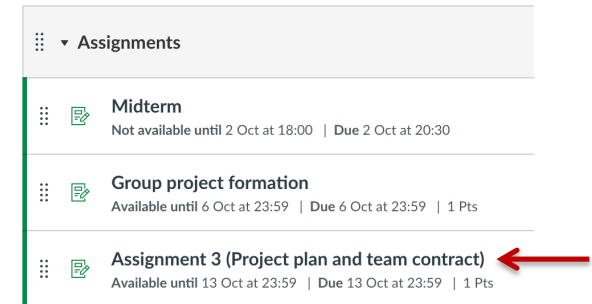 Assignments
Midterm
Not available until 2 Oct at 18:00 | Due 2 Oct at 20:30
Group project formation
Available until 6 Oct at 23:59 | Due 6 Oct at 23:59 | 1 Pts
Assignment 3 (Project plan and team contract)
Available until 13 Oct at 23:59 | Due 13 Oct at 23:59 | 1 Pts